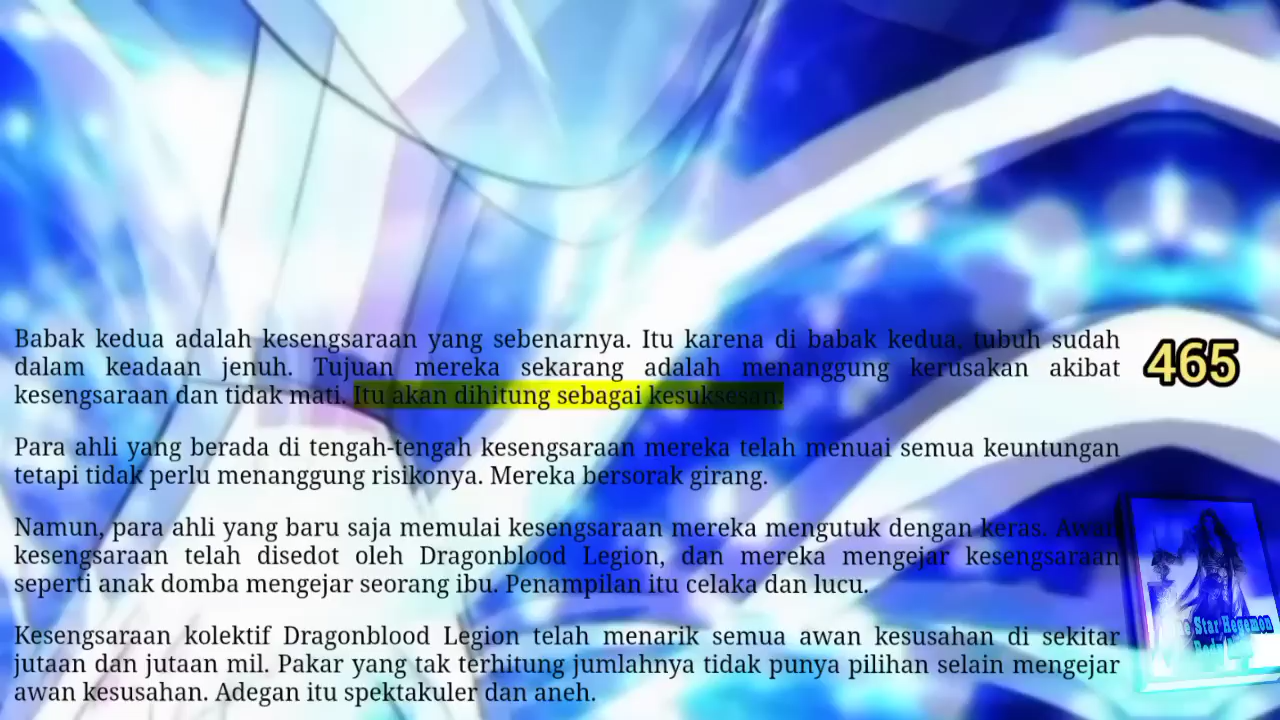 Babak kedua adalah kesengsaraan yang sebenarnya. Itu karena di babak kedua, tubuh sudah
dalam keadaan jenuh. Tujuan mereka sekarang adalah menanggung kerusakan akibat
kesengsaraan dan tidak mati. Itu akan dihitung sebagai kesuksesan.
465
Para ahli yang berada di tengah-tengah kesengsaraan mereka telah menuai semua keuntungan
tetapi tidak perlu menanggung risikonya. Mereka bersorak girang.
Namun, para ahli yang baru saja memulai kesengsaraan mereka mengutuk dengan keras. Awan
kesengsaraan telah disedot oleh Dragonblood Legion, dan mereka mengejar kesengsaraan
seperti anak domba mengejar seorang ibu. Penampilan itu celaka dan lucu.
Kesengsaraan kolektif Dragonblood Legion telah menarik semua awan kesusahan di sekitar
jutaan dan jutaan mil. Pakar yang tak terhitung jumlahnya tidak punya pilihan selain mengejar
awan kesusahan. Adegan itu spektakuler dan aneh.
Star Hegemon